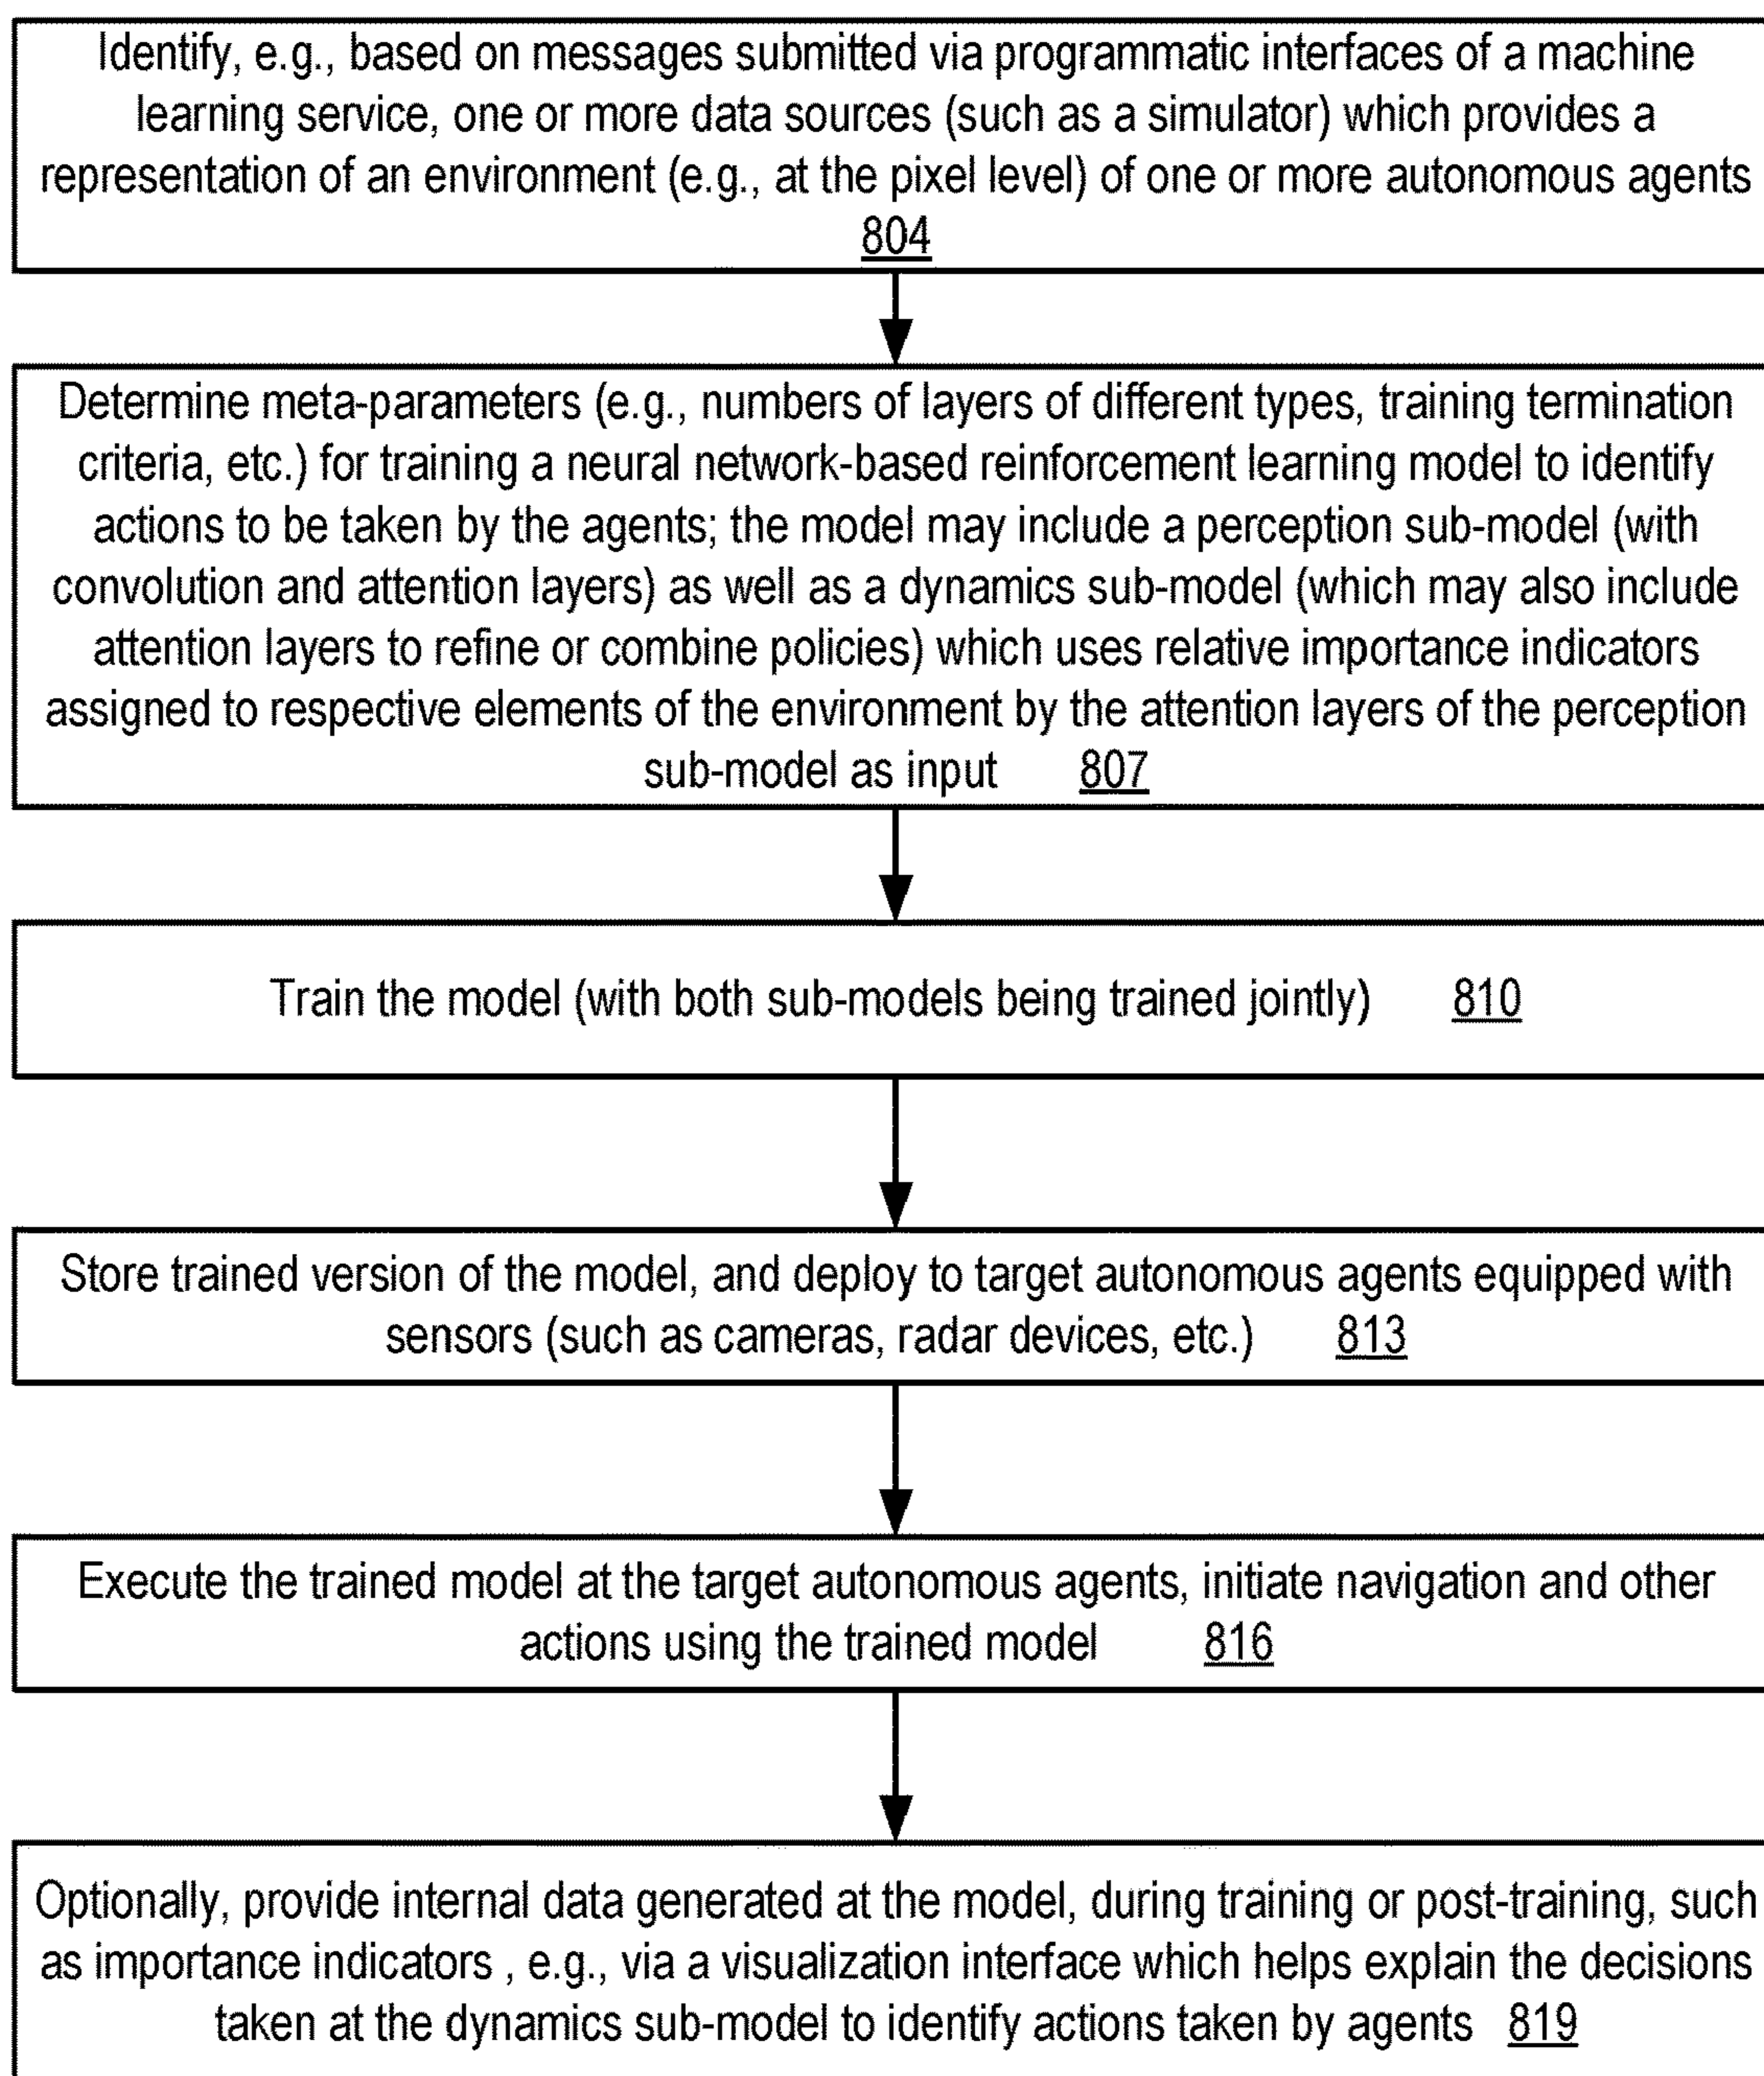 Identify, e.g., based on messages submitted via programmatic interfaces of a machine
learning service, one or more data sources (such as a simulator) which provides a
representation of an environment (e.g., at the pixel level) of one or more autonomous agents
804
Determine meta-parameters (e.g., numbers of layers of different types, training termination
criteria, etc.) for training a neural network-based reinforcement learning model to identify
actions to be taken by the agents; the model may include a perception sub-model (with
convolution and attention layers) as well as a dynamics sub-model (which may also include
attention layers to refine or combine policies) which uses relative importance indicators
assigned to respective elements of the environment by the attention layers of the perception
sub-model as input 807
Train the model (with both sub-models being trained jointly) 810
Store trained version of the model, and deploy to target autonomous agents equipped with
sensors (such as cameras, radar devices, etc.) 813
Execute the trained model at the target autonomous agents, initiate navigation and other
actions using the trained model 816
Optionally, provide internal data generated at the model, during training or post-training, such
as importance indicators , e.g., via a visualization interface which helps explain the decisions
taken at the dynamics sub-model to identify actions taken by agents 819